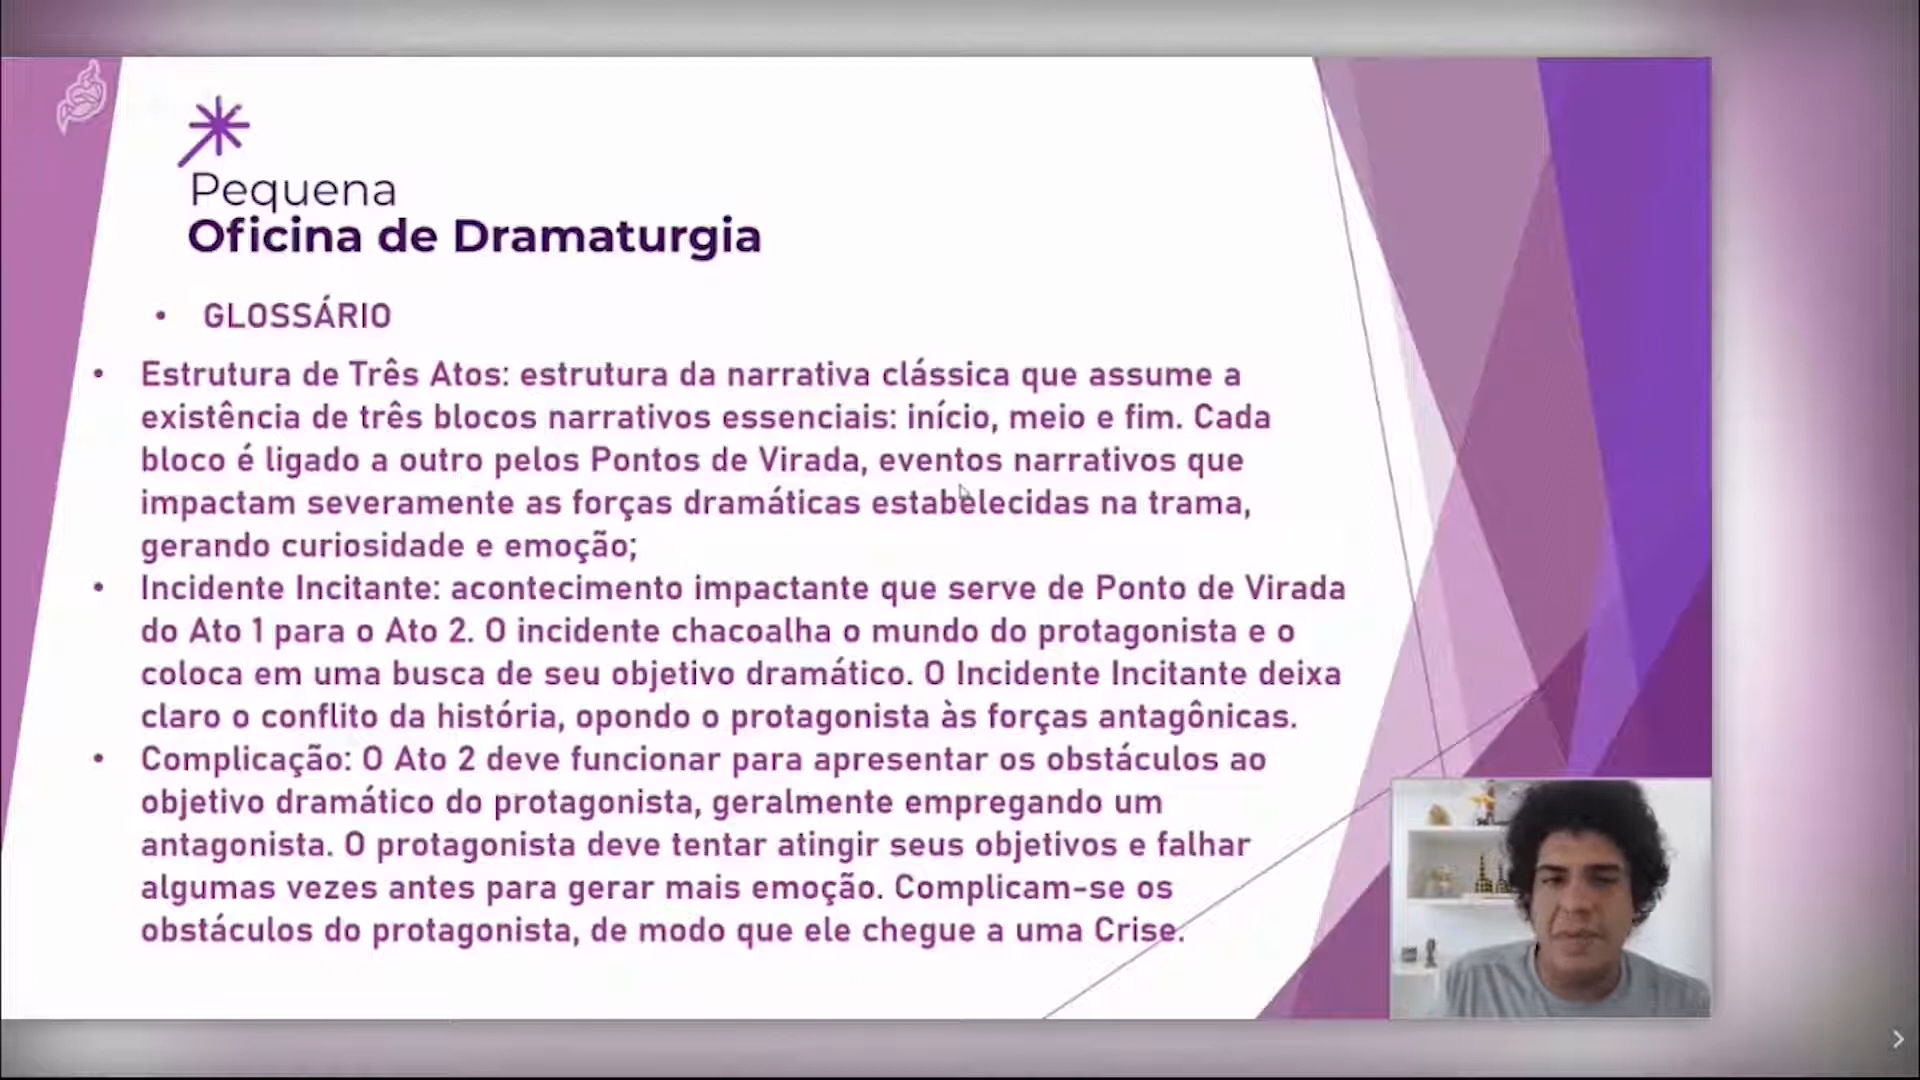 Pequena
Oficina de Dramaturgia
• GLOSSÁRIO
• Estrutura de Três Atos: estrutura da narrativa clássica que assume a
existência de três blocos narrativos essenciais: início, meio e fim. Cada
bloco é ligado a outro pelos Pontos de Virada, eventos narrativos que
impactam severamente as forças dramáticas estabelecidas na trama,
gerando curiosidade e emoção;
• Incidente Incitante: acontecimento impactante que serve de Ponto de Virada
do Ato 1 para o Ato 2. O incidente chacoalha o mundo do protagonista e o
coloca em uma busca de seu objetivo dramático. O Incidente Incitante deixa
claro o conflito da história, opondo o protagonista às forças antagônicas.
• Complicação: O Ato 2 deve funcionar para apresentar os obstáculos ao
objetivo dramático do protagonista, geralmente empregando um
antagonista. O protagonista deve tentar atingir seus objetivos e falhar
algumas vezes antes para gerar mais emoção. Complicam-se os
obstáculos do protagonista, de modo que ele chegue a uma Crise.